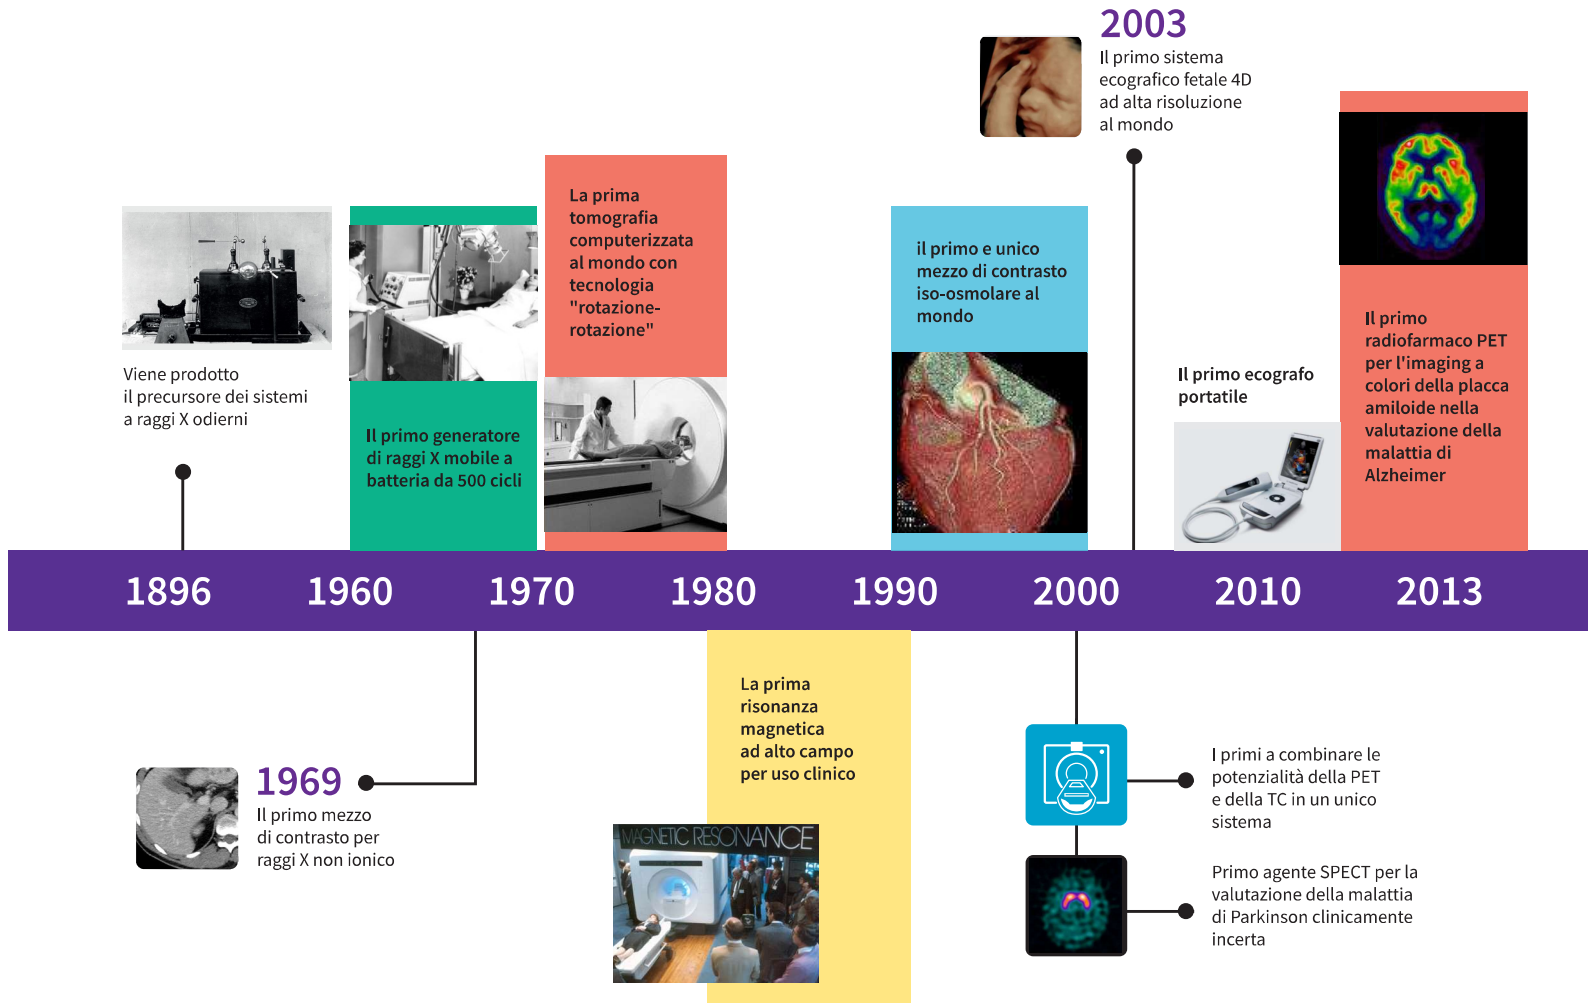 2003
Il primo sistema
ecografico fetale 4D
ad alta risoluzione
al mondo
Viene prodotto
il precursore dei sistemi
a raggi X odierni
Il primo generatore
di raggi X mobile a
batteria da 500 cicli
La prima
tomografia
computerizzata
al mondo con
tecnologia
"rotazione-
rotazione"
il primo e unico
mezzo di contrasto
iso-osmolare al
mondo
Il primo ecografo
portatile
Il primo
radiofarmaco PET
per l'imaging a
colori della placca
amiloide nella
valutazione della
malattia di
Alzheimer
1896 1960 1970 1980 1990 2000 2010 2013
1969
Il primo mezzo
di contrasto per
raggi X non ionico
La prima
risonanza
magnetica
ad alto campo
per uso clinico
MAGNETIC RESONANCE
I primi a combinare le
potenzialità della PET
e della TC in un unico
sistema
Primo agente SPECT per la
valutazione della malattia
di Parkinson clinicamente
incerta